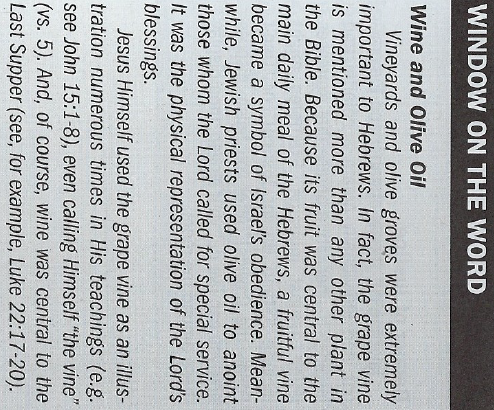 WINDOW ON THE WORD
Wine and Olive Oil
Vineyards and olive groves were extremely
important to Hebrews. In fact, the grape vine
is mentioned more than any other plant in
the Bible. Because its fruit was central to the
main daily meal of the Hebrews, a fruitful vine
became a symbol of Israel's obedience. Mean-
while, Jewish priests used olive oil to anoint
those whom the Lord called for special service.
It was the physical representation of the Lord's
blessings.
Jesus Himself used the grape vine as an illus-
tration numerous times in His teachings (e.g.
see John 15:1-8), even calling Himself "the vine"
(vs. 5). And, of course, wine was central to the
Last Supper (see, for example, Luke 22:17-20).